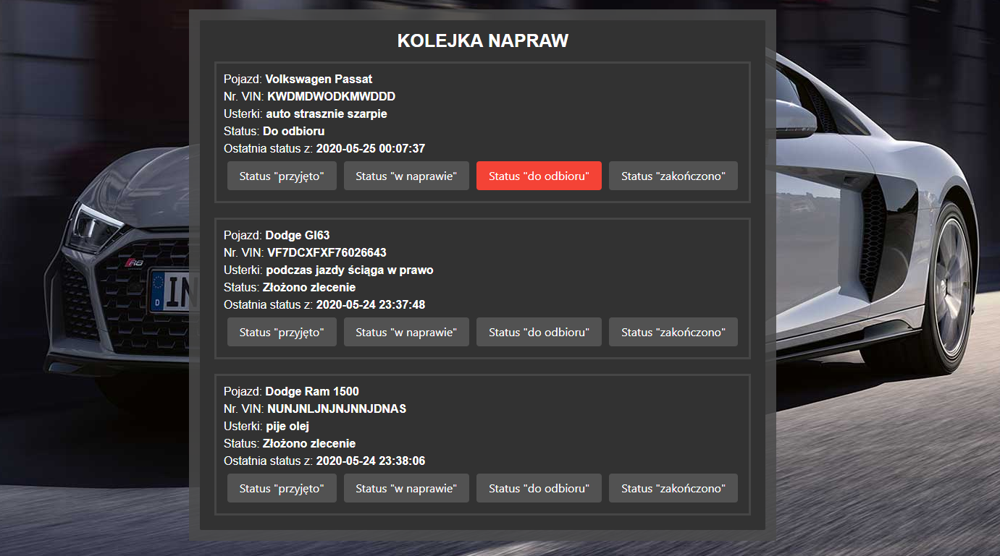 KOLEJKA NAPRAW
Pojazd: Volkswagen Passat
Nr. VIN: KWDMDWODKMWDDD
Usterki: auto strasznie szarpie
Status: Do odbioru
Ostatnia status z: 2020-05-25 00:07:37
Status "przyjęto" Status "w naprawie" Status "do odbioru" Status "zakończono"
Pojazd: Dodge Gl63
Nr. VIN: VF7DCXFXF76026643
Usterki: podczas jazdy ściąga w prawo
Status: Złożono zlecenie
Ostatnia status z: 2020-05-24 23:37:48
Status "przyjęto" Status "w naprawie" Status "do odbioru" Status "zakończono"
Pojazd: Dodge Ram 1500
Nr. VIN: NUNJNLJNJNJNNJDNAS
Usterki: pije olej
Status: Złożono zlecenie
Ostatnia status z: 2020-05-24 23:38:06
Status "przyjęto" Status "w naprawie" Status "do odbioru" Status "zakończono"
R8
D IN